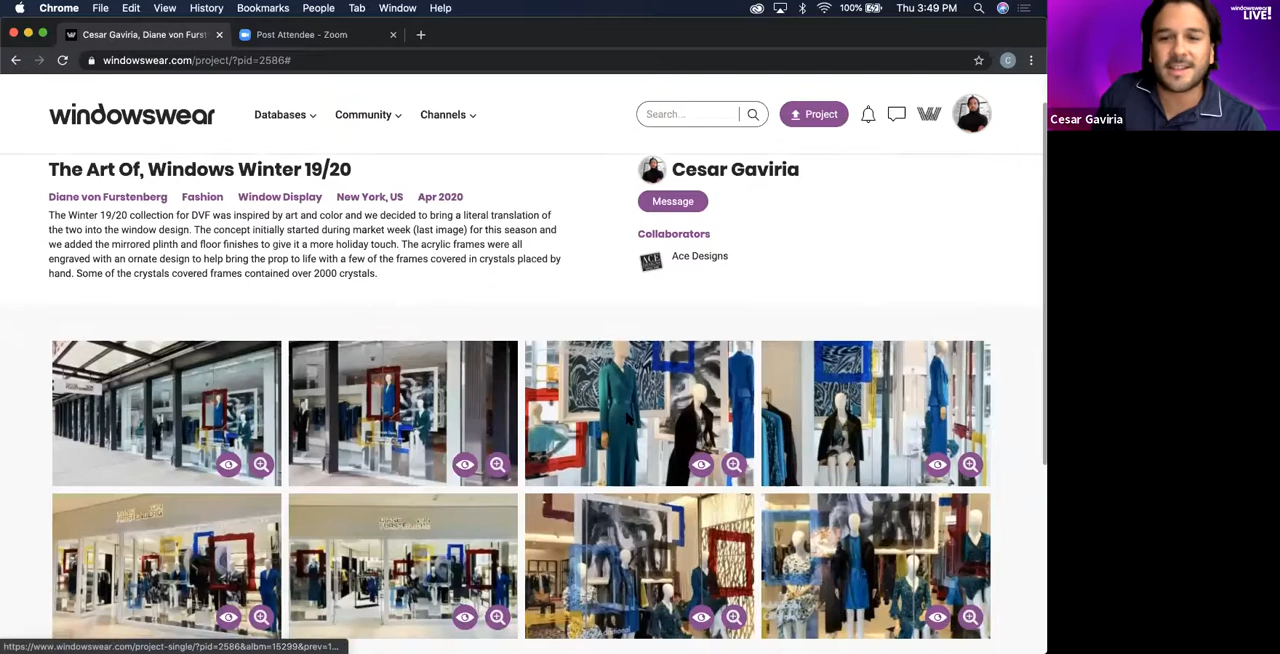 Chrome File Edit View History Bookmarks People Tab Window Help 100% Thu 3:49 PM
windowswear LIVE!
Cesar Gaviria, Diane von Furst Post Attendee - Zoom
windowswear.com/project/?pid=2586# C
windowswear Databases Community Channels Search... Project
Cesar Gaviria
The Art Of, Windows Winter 19/20
Diane von Furstenberg Fashion Window Display New York, US Apr 2020
The Winter 19/20 collection for DVF was inspired by art and color and we decided to bring a literal translation of
the two into the window design. The concept initially started during market week (last image) for this season and
we added the mirrored plinth and floor finishes to give it a more holiday touch. The acrylic frames were all
engraved with an ornate design to help bring the prop to life with a few of the frames covered in crystals placed by
hand. Some of the crystals covered frames contained over 2000 crystals.
Cesar Gaviria
Message
Collaborators
ACE Ace Designs
https://www.windowswear.com/project-single/?pid=2586&albm=15299&prev=1...